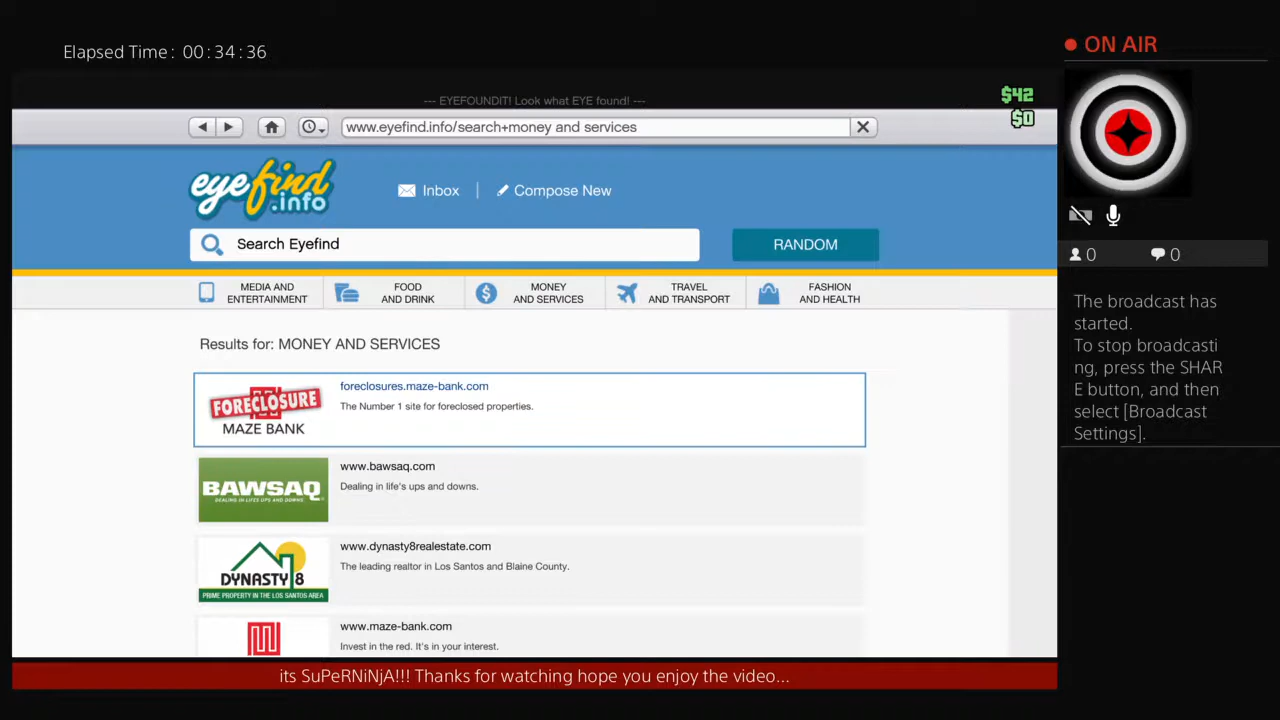 Elapsed Time: 00:34:36
ON AIR
--- EYEFOUNDIT! Look what EYE found! ---
$42
$0
www.eyefind.info/search+money and services
eyefind
.info
Inbox
Compose New
Search Eyefind
RANDOM
MEDIA AND
ENTERTAINMENT
FOOD
AND DRINK
MONEY
AND SERVICES
TRAVEL
AND TRANSPORT
FASHION
AND HEALTH
Results for: MONEY AND SERVICES
FORECLOSURE
MAZE BANK
foreclosures.maze-bank.com
The Number 1 site for foreclosed properties.
BAWSAQ
DEALING IN LIFE'S UPS AND DOWNS.
www.bawsaq.com
Dealing in life's ups and downs.
DYNASTY 8
PRIME PROPERTY IN THE LOS SANTOS AREA
www.dynasty8realestate.com
The leading realtor in Los Santos and Blaine County.
www.maze-bank.com
Invest in the red. It's in your interest.
0
0
The broadcast has
started.
To stop broadcasti
ng, press the SHAR
E button, and then
select [Broadcast
Settings].
its SuPeRNiNjA!!! Thanks for watching hope you enjoy the video...